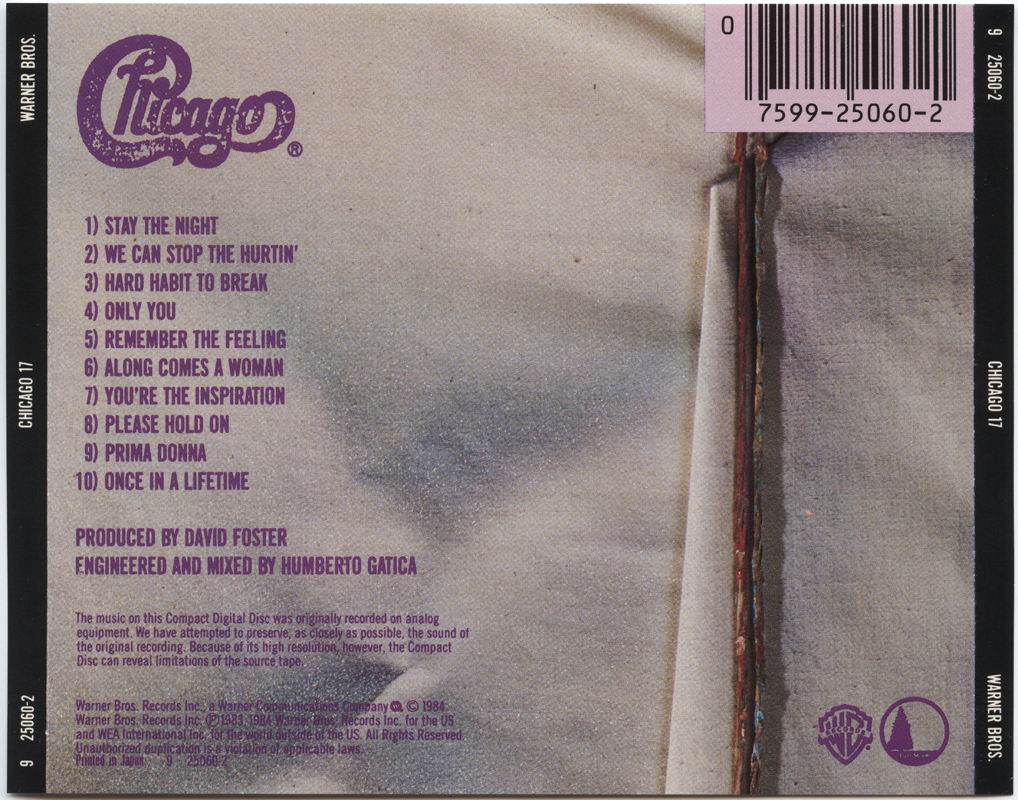 WARNER BROS.
CHICAGO 17
9 25060-2
Chicago®
0
7599-25060-2
1) STAY THE NIGHT
2) WE CAN STOP THE HURTIN'
3) HARD HABIT TO BREAK
4) ONLY YOU
5) REMEMBER THE FEELING
6) ALONG COMES A WOMAN
7) YOU'RE THE INSPIRATION
8) PLEASE HOLD ON
9) PRIMA DONNA
10) ONCE IN A LIFETIME
PRODUCED BY DAVID FOSTER
ENGINEERED AND MIXED BY HUMBERTO GATICA
The music on this Compact Digital Disc was originally recorded on analog
equipment. We have attempted to preserve, as closely as possible, the sound of
the original recording. Because of its high resolution, however, the Compact
Disc can reveal limitations of the source tape.
Warner Bros. Records Inc., a Warner Communications Company, © 1984
Warner Bros. Records Inc. ℗ 1983, 1984 Warner Bros. Records Inc. for the US
and WEA International Inc. for the world outside of the US. All Rights Reserved.
Unauthorized duplication is a violation of applicable laws.
Printed in Japan 9 25060-2
WB
RECORDS
9 25060-2
CHICAGO 17
WARNER BROS.